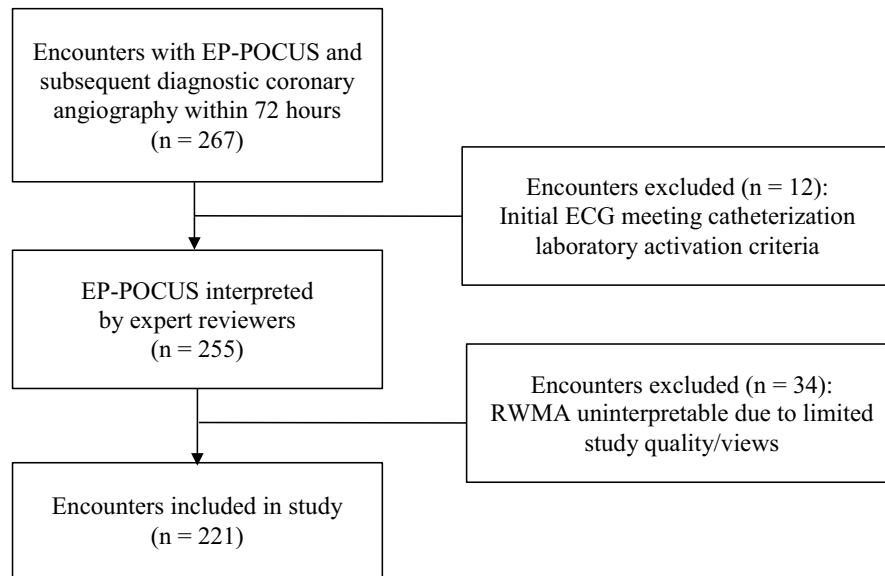 Encounters with EP-POCUS and
subsequent diagnostic coronary
angiography within 72 hours
(n = 267)
Encounters excluded (n = 12):
Initial ECG meeting catheterization
laboratory activation criteria
EP-POCUS interpreted
by expert reviewers
(n = 255)
Encounters excluded (n = 34):
RWMA uninterpretable due to limited
study quality/views
Encounters included in study
(n = 221)